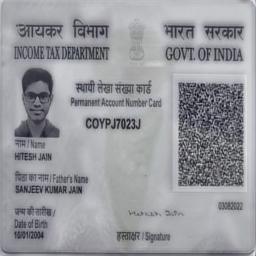 आयकर विभाग
INCOME TAX DEPARTMENT
भारत सरकार
GOVT. OF INDIA
स्थायी लेखा संख्या कार्ड
Permanent Account Number Card
COYPJ7023J
नाम / Name
HITESH JAIN
पिता का नाम / Father's Name
SANJEEV KUMAR JAIN
जन्म की तारीख /
Date of Birth
10/01/2004
Hitesh Jain
हस्ताक्षर / Signature
03082022